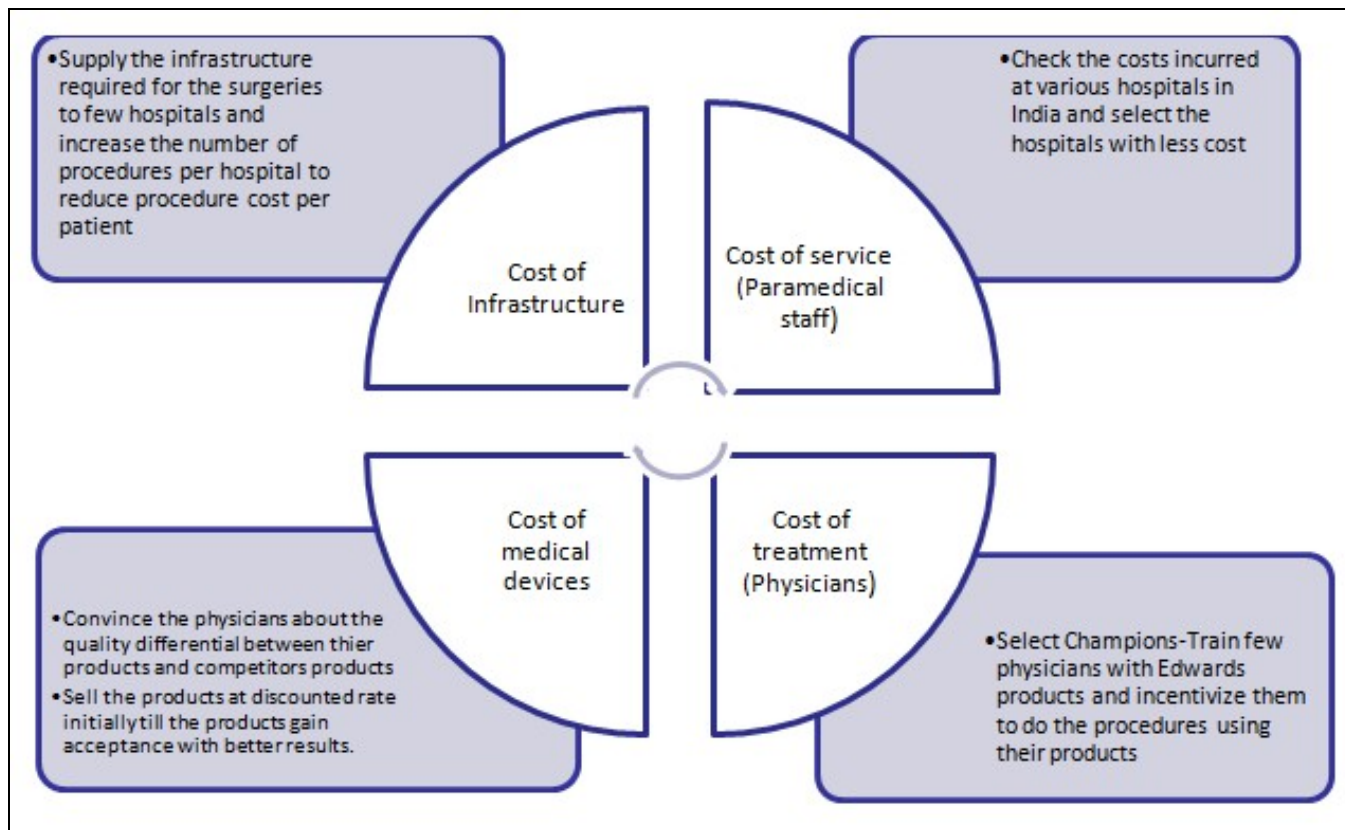 •Supply the infrastructure
required for the surgeries
to few hospitals and
increase the number of
procedures per hospital to
reduce procedure cost per
patient
•Check the costs incurred
at various hospitals in
India and select the
hospitals with less cost
Cost of
Infrastructure
Cost of service
(Paramedical
staff)
Cost of
medical
devices
Cost of
treatment
(Physicians)
•Convince the physicians about the
quality differential between thier
products and competitors products
•Sell the products at discounted rate
initially till the products gain
acceptance with better results.
•Select Champions-Train few
physicians with Edwards
products and incentivize them
to do the procedures using
their products